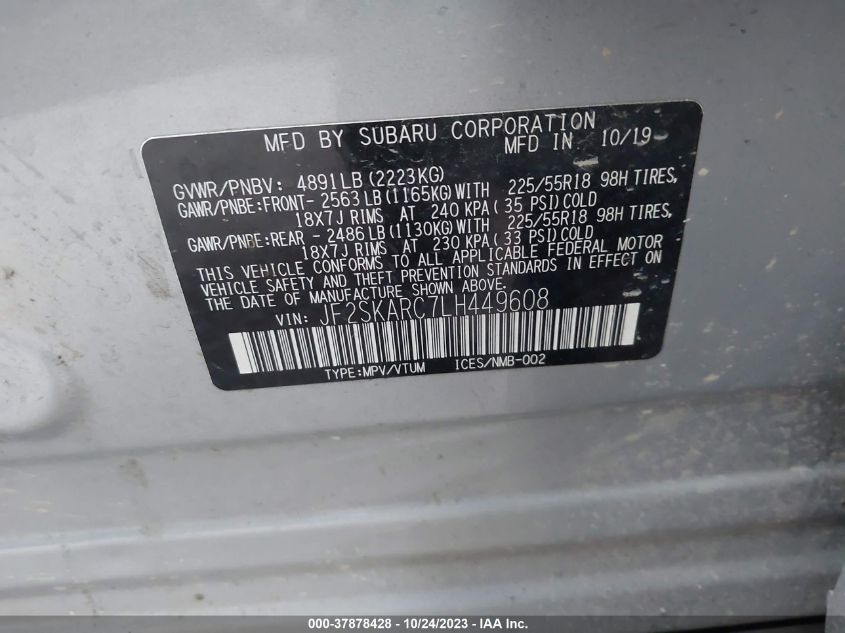 MFD BY SUBARU CORPORATION
MFD IN 10/19
GVWR/PNBV: 4891LB(2223KG)
GAWR/PNBE:FRONT- 2563LB(1165KG)WITH 225/55R18 98H TIRES,
18X7J RIMS AT 240 KPA(35 PSI)COLD
GAWR/PNBE:REAR - 2486LB(1130KG)WITH 225/55R18 98H TIRES,
18X7J RIMS AT 230 KPA(33 PSI)COLD
THIS VEHICLE CONFORMS TO ALL APPLICABLE FEDERAL MOTOR
VEHICLE SAFETY AND THEFT PREVENTION STANDARDS IN EFFECT ON
THE DATE OF MANUFACTURE SHOWN ABOVE.
VIN: JF2SKARC7LH449608
TYPE:MPV/VTUM ICES/NMB-002
000-37878428 - 10/24/2023 - IAA Inc.